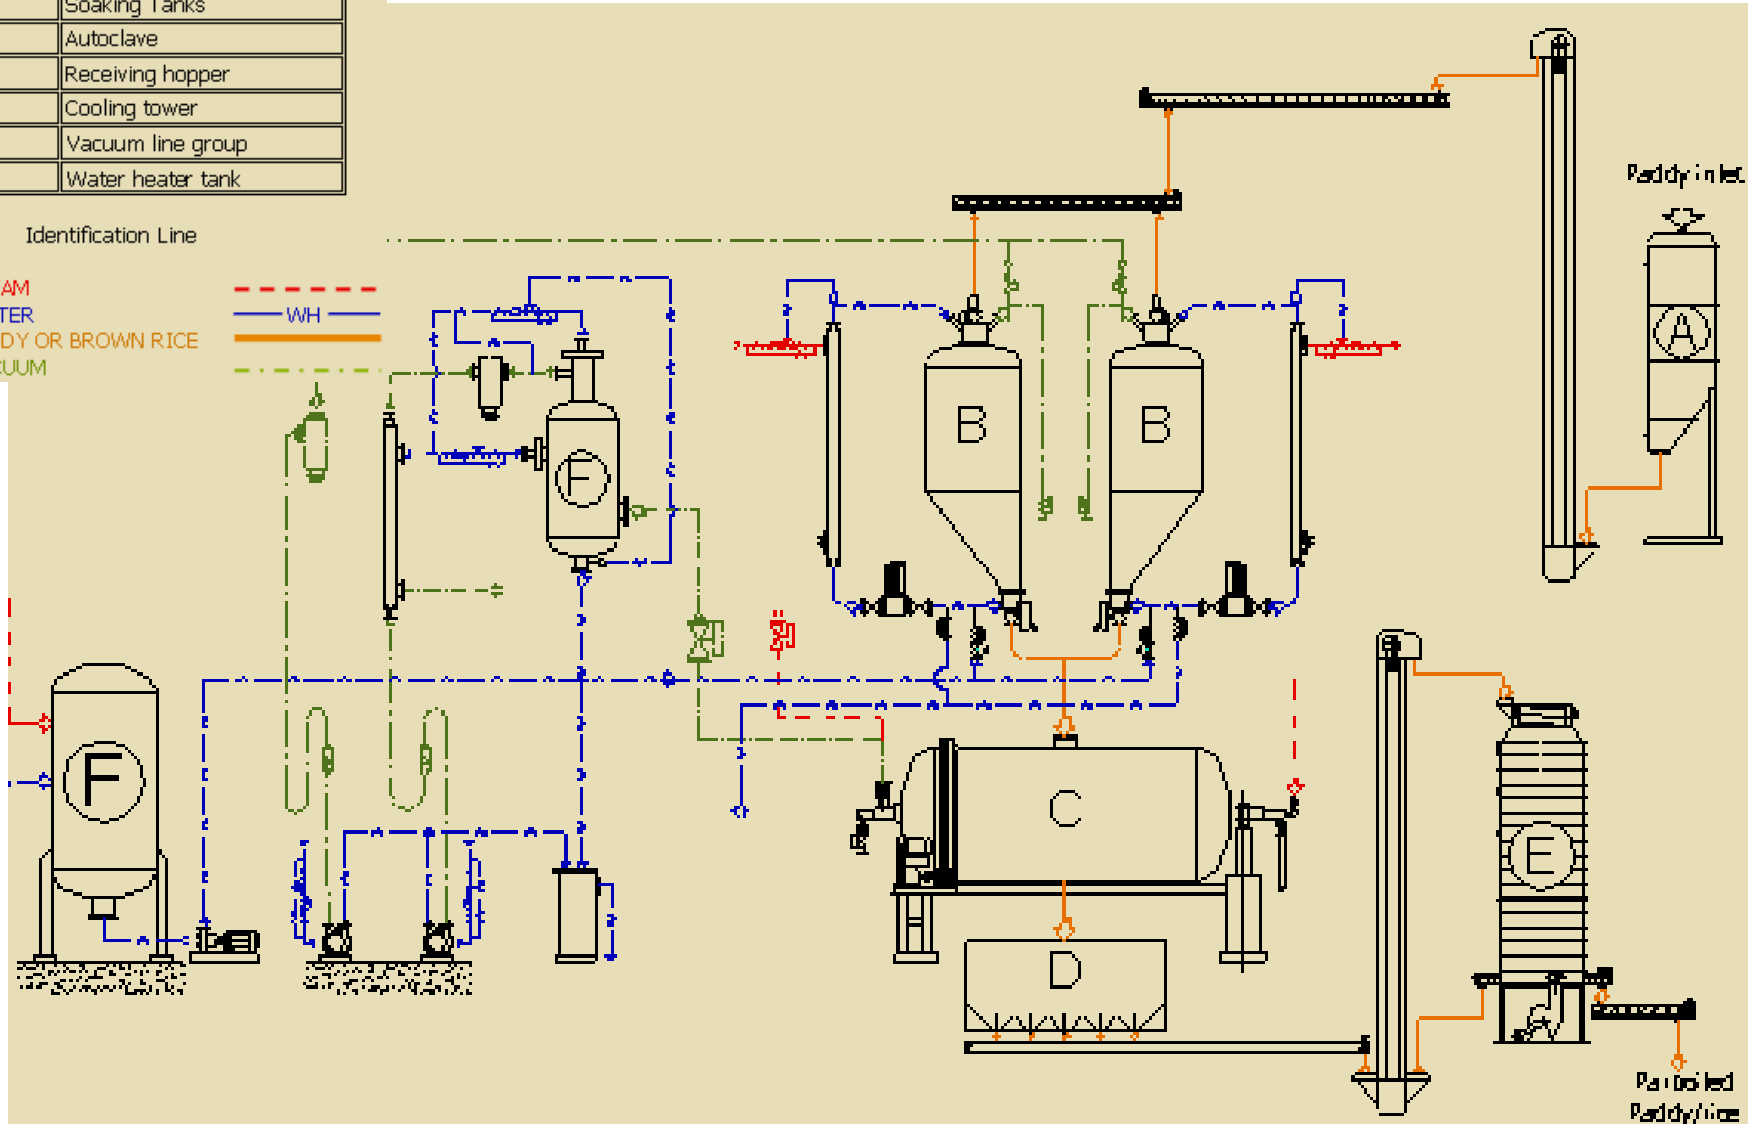 Soaking Tanks
Autoclave
Receiving hopper
Cooling tower
Vacuum line group
Water heater tank
Identification Line
AM
TER
WH
DY OR BROWN RICE
CUUM
Paddy inlet
A
B
B
F
F
C
D
E
Parboiled
Paddy/rice